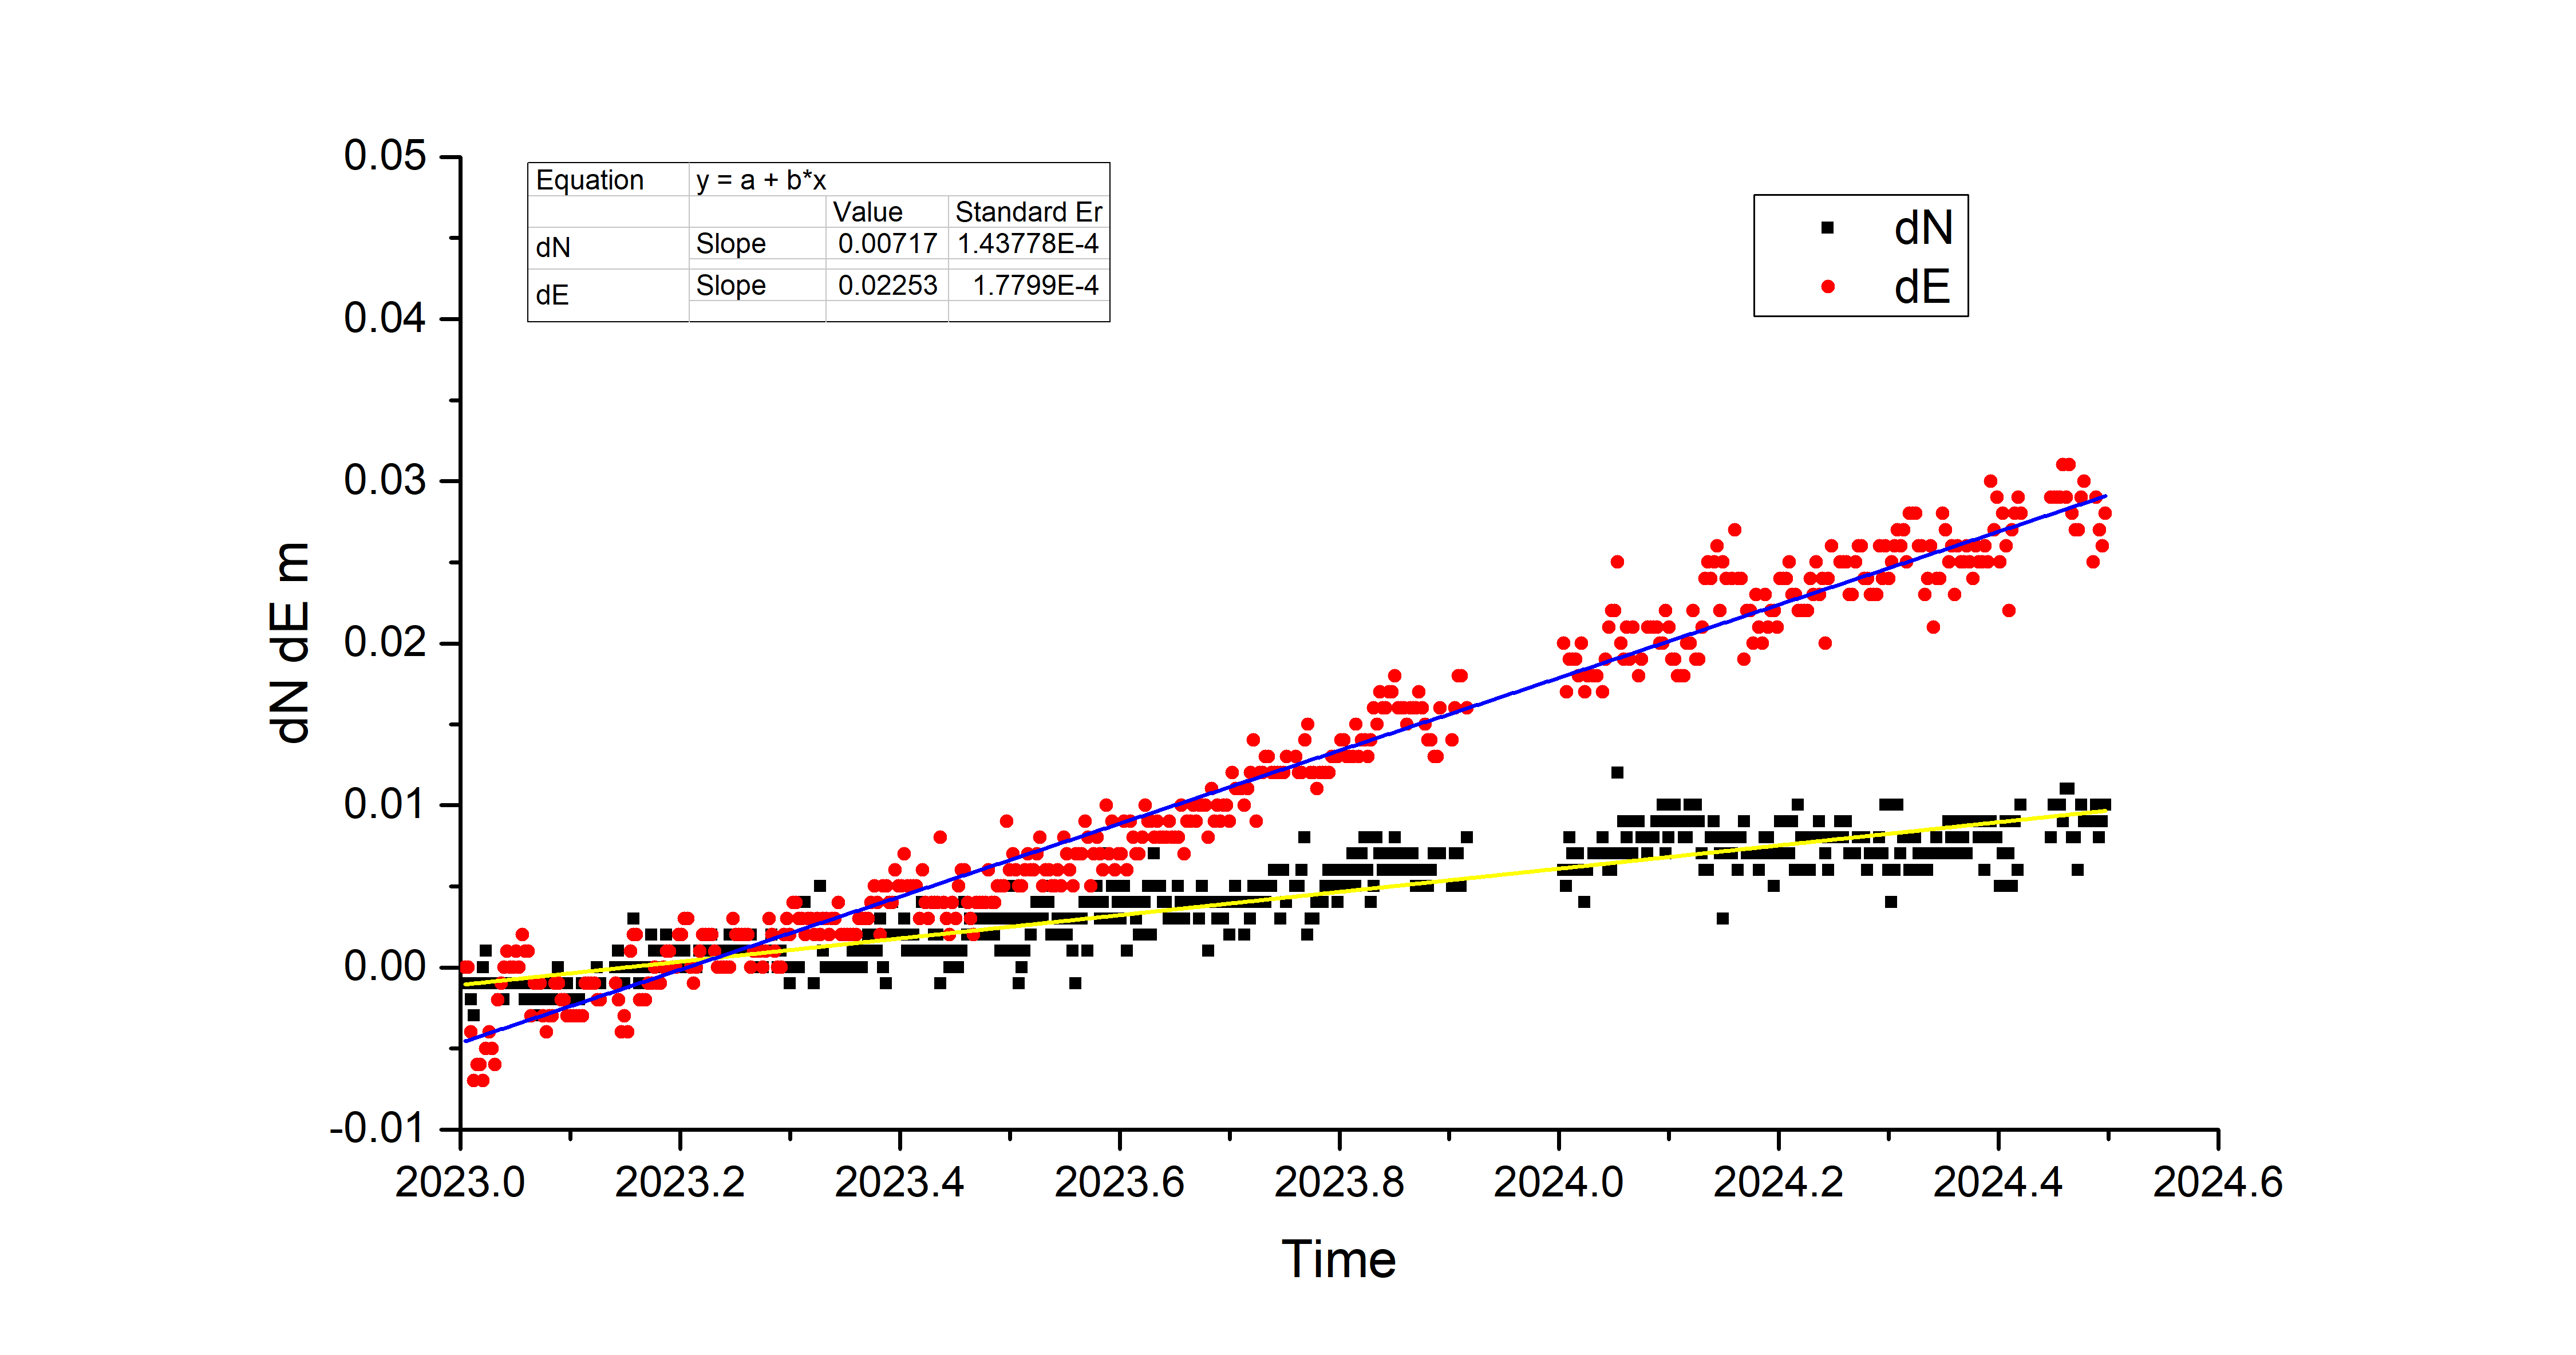 0.05
0.04
0.03
0.02
0.01
0.00
-0.01
dN dE m
Equation y = a + b*x
Value Standard Er
dN Slope 0.00717 1.43778E-4
dE Slope 0.02253 1.7799E-4
dN
dE
2023.0 2023.2 2023.4 2023.6 2023.8 2024.0 2024.2 2024.4 2024.6
Time